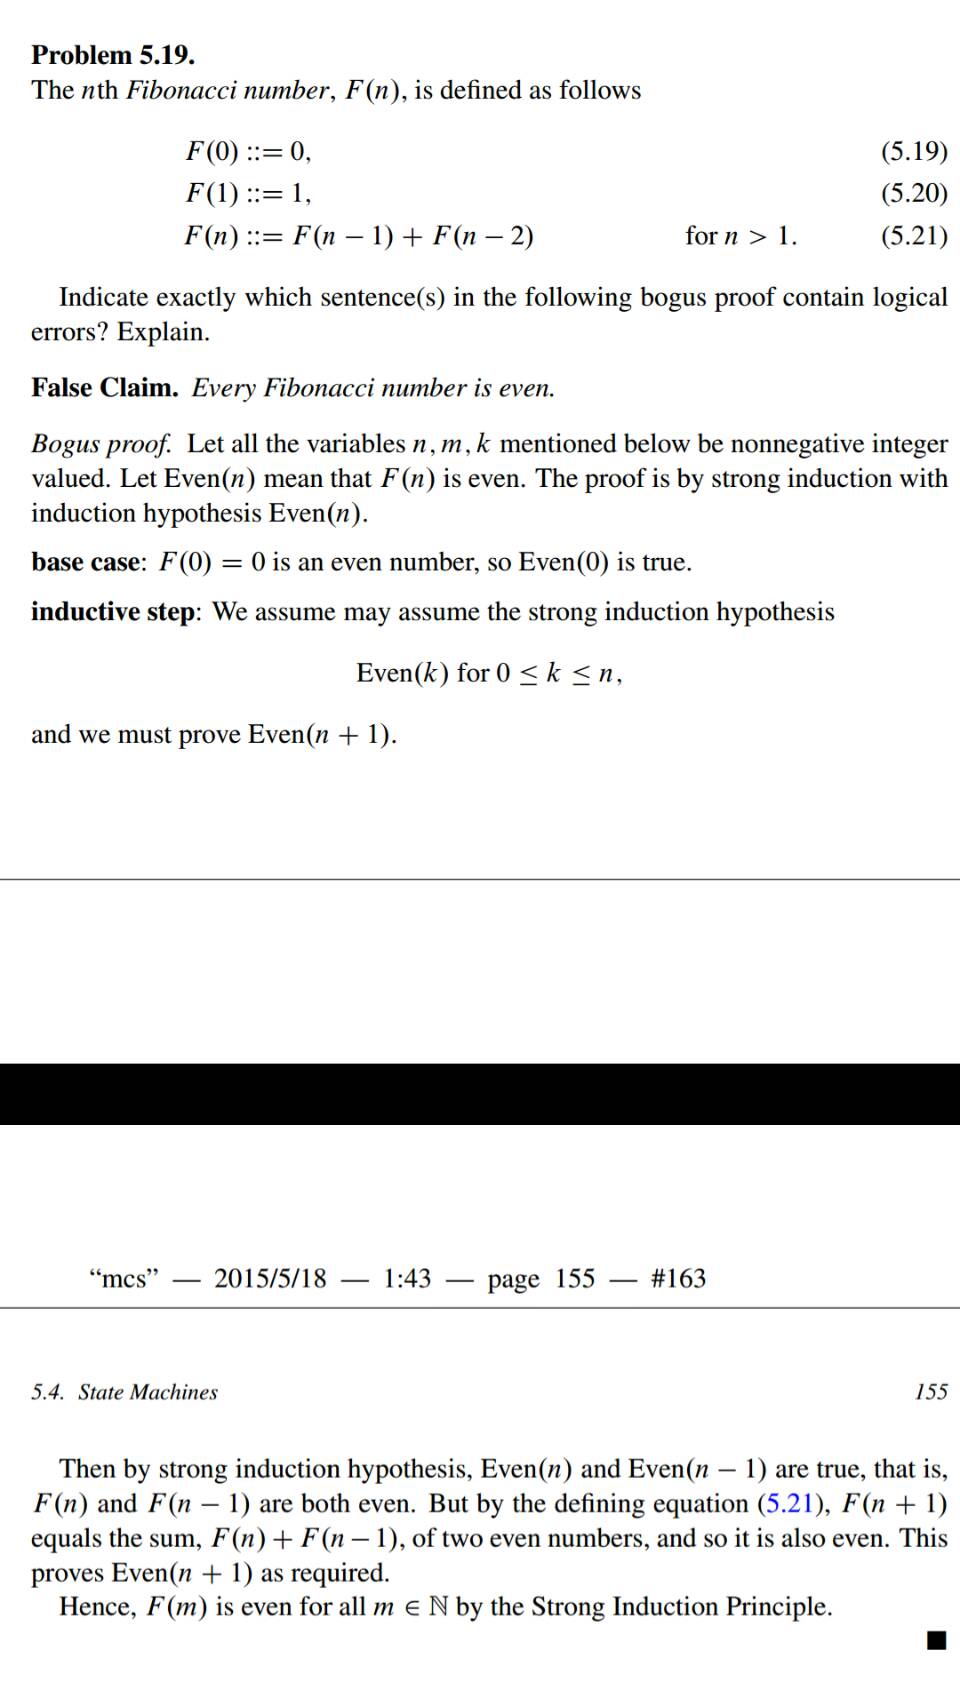 Problem 5.19.
The nth Fibonacci number, F(n), is defined as follows
F(0) ::= 0, (5.19)
F(1) ::= 1, (5.20)
F(n) ::= F(n − 1) + F(n − 2) for n > 1. (5.21)
Indicate exactly which sentence(s) in the following bogus proof contain logical
errors? Explain.
False Claim. Every Fibonacci number is even.
Bogus proof. Let all the variables n, m, k mentioned below be nonnegative integer
valued. Let Even(n) mean that F(n) is even. The proof is by strong induction with
induction hypothesis Even(n).
base case: F(0) = 0 is an even number, so Even(0) is true.
inductive step: We assume may assume the strong induction hypothesis
Even(k) for 0 ≤ k ≤ n,
and we must prove Even(n + 1).
“mcs” — 2015/5/18 — 1:43 — page 155 — #163
5.4. State Machines 155
Then by strong induction hypothesis, Even(n) and Even(n − 1) are true, that is,
F(n) and F(n − 1) are both even. But by the defining equation (5.21), F(n + 1)
equals the sum, F(n) + F(n − 1), of two even numbers, and so it is also even. This
proves Even(n + 1) as required.
Hence, F(m) is even for all m ∈ ℕ by the Strong Induction Principle.
■